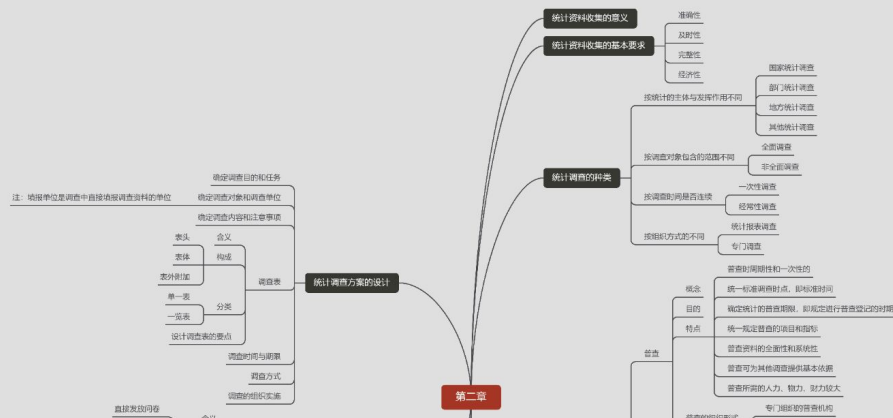 统计资料收集的意义
统计资料收集的基本要求
准确性
及时性
完整性
经济性
统计调查的种类
按统计的主体与发挥作用不同
国家统计调查
部门统计调查
地方统计调查
其他统计调查
按调查对象包含的范围不同
全面调查
非全面调查
按调查时间是否连续
一次性调查
经常性调查
按组织方式的不同
统计报表调查
专门调查
普查
概念
目的
特点
普查时周期性和一次性的
统一标准调查时点，即标准时间
确定统计的普查期限，即规定进行普查登记的时期
统一规定普查的项目和指标
普查资料的全面性和系统性
普查可为其他调查提供基本依据
普查所需的人力、物力、财力较大
普查的组织形式
专门组织的普查机构
第二章
统计调查方案的设计
确定调查目的和任务
确定调查对象和调查单位
注：填报单位是调查中直接填报调查资料的单位
确定调查内容和注意事项
调查表
含义
构成
表头
表体
表外附加
分类
单一表
一览表
设计调查表的要点
调查时间与期限
调查方式
调查的组织实施
直接发放问卷
含义